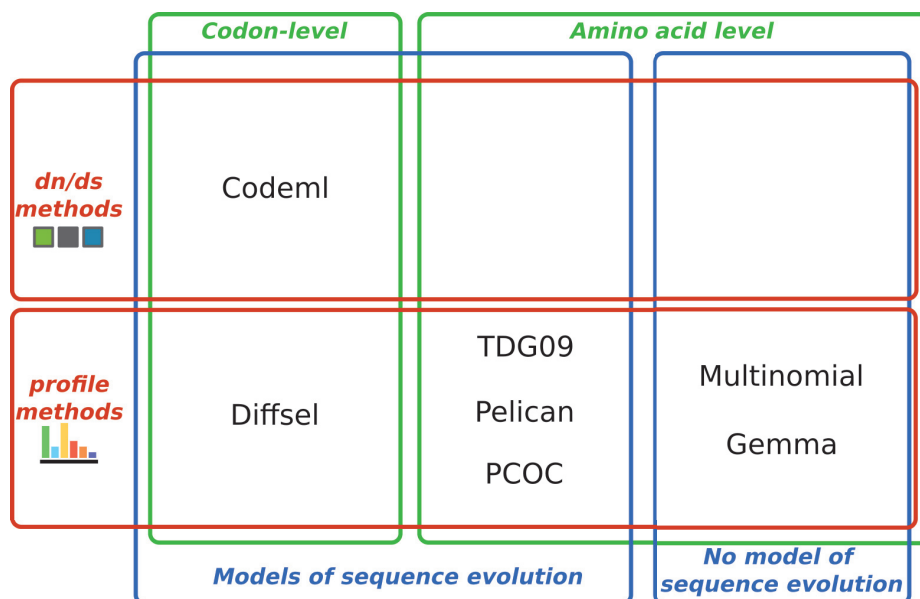 Codon-level
Amino acid level
dn/ds
methods
Codeml
profile
methods
Diffsel
TDG09
Pelican
PCOC
Multinomial
Gemma
Models of sequence evolution
No model of
sequence evolution